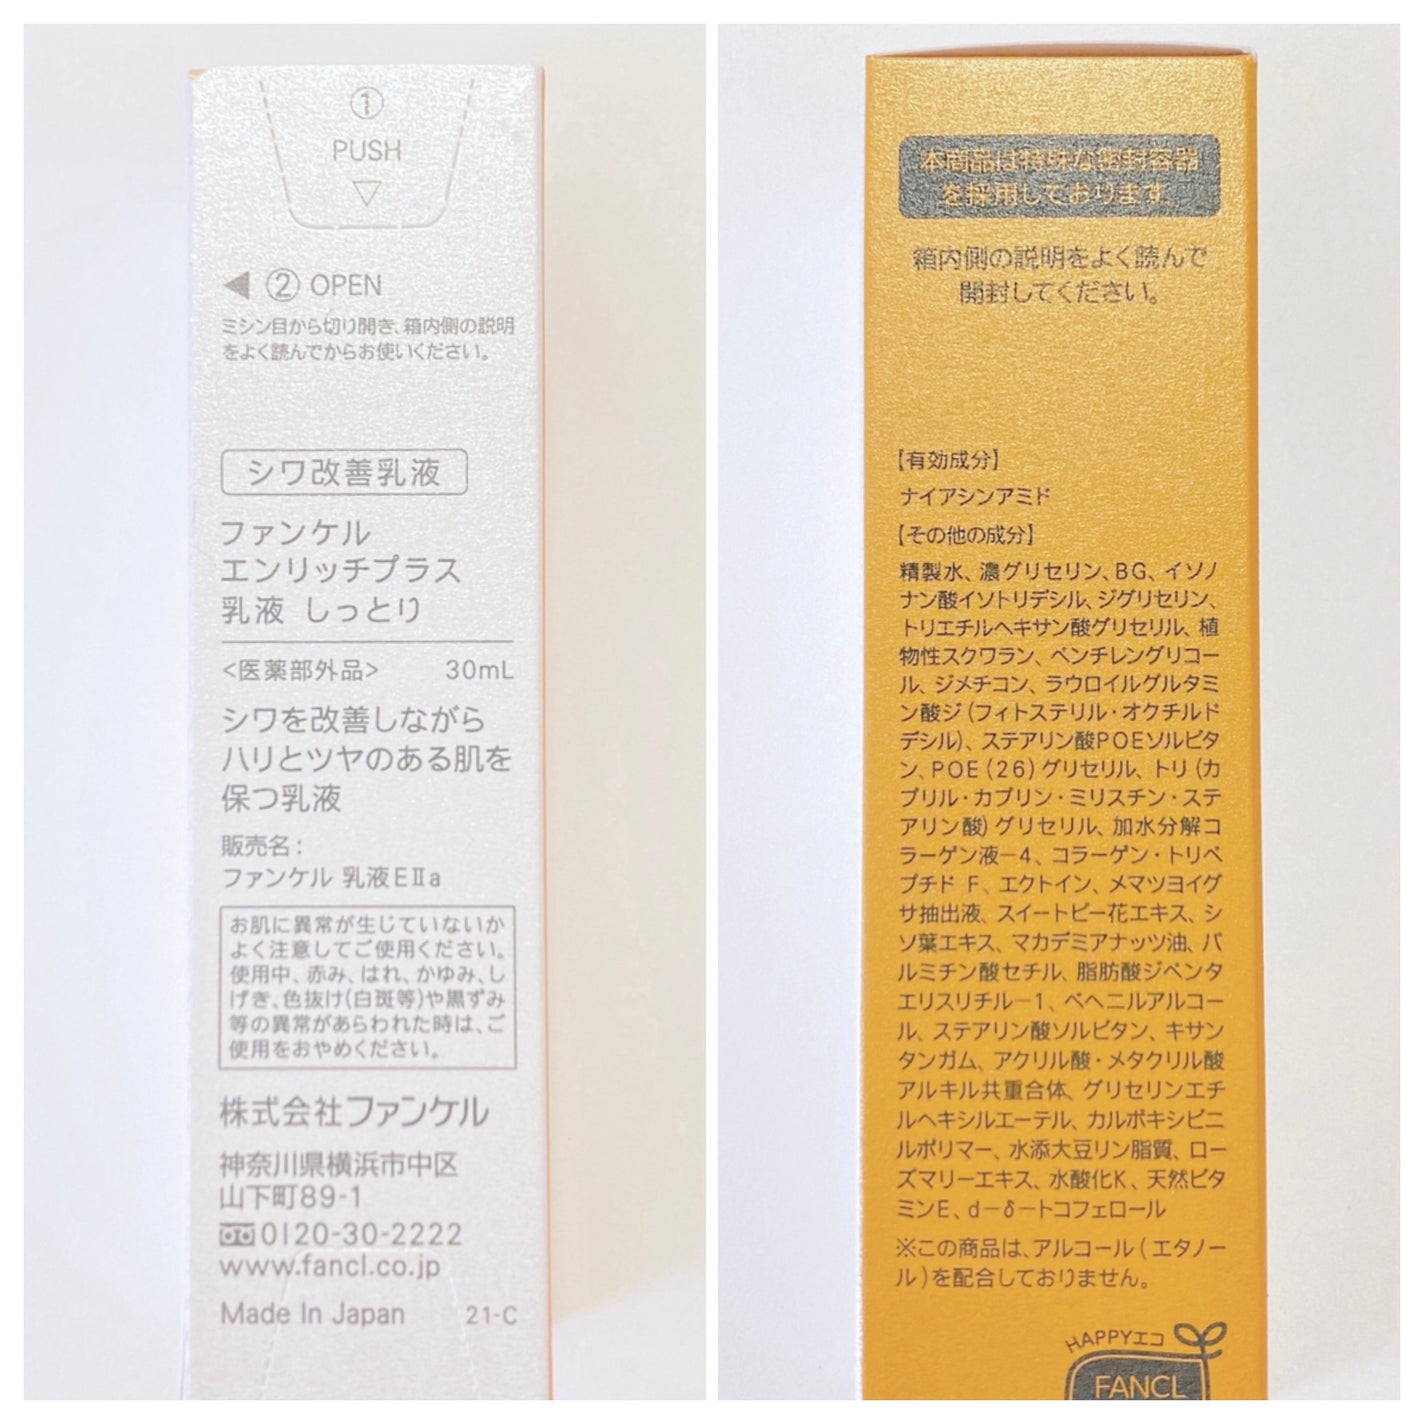 ①
PUSH
▽
◀ ② OPEN
ミシン目から切り開き、箱内側の説明
をよく読んでからお使いください。
シワ改善乳液
ファンケル
エンリッチプラス
乳液 しっとり
<医薬部外品> 30mL
シワを改善しながら
ハリとツヤのある肌を
保つ乳液
販売名:
ファンケル 乳液EⅡa
お肌に異常が生じていないか
よく注意してご使用ください。
使用中、赤み、はれ、かゆみ、し
げき、色抜け(白斑等)や黒ずみ
等の異常があらわれた時は、ご
使用をおやめください。
株式会社ファンケル
神奈川県横浜市中区
山下町89-1
0120-30-2222
www.fancl.co.jp
Made In Japan 21-C
本商品は特殊な密封容器
を採用しております。
箱内側の説明をよく読んで
開封してください。
【有効成分】
ナイアシンアミド
【その他の成分】
精製水、濃グリセリン、BG、イソノ
ナン酸イソトリデシル、ジグリセリン、
トリエチルヘキサン酸グリセリル、植
物性スクワラン、ペンチレングリコー
ル、ジメチコン、ラウロイルグルタミ
ン酸ジ(フィトステリル・オクチルド
デシル)、ステアリン酸POEソルビタ
ン、POE(26)グリセリル、トリ(カ
プリル・カプリン・ミリスチン・ステ
アリン酸)グリセリル、加水分解コ
ラーゲン液-4、コラーゲン・トリペ
プチド F、エクトイン、メマツヨイグ
サ抽出液、スイートピー花エキス、シ
ソ葉エキス、マカデミアナッツ油、パ
ルミチン酸セチル、脂肪酸ジペンタ
エリスリチル-1、ベヘニルアルコー
ル、ステアリン酸ソルビタン、キサン
タンガム、アクリル酸・メタクリル酸
アルキル共重合体、グリセリンエチ
ルヘキシルエーテル、カルボキシビニ
ルポリマー、水添大豆リン脂質、ロー
ズマリーエキス、水酸化K、天然ビタ
ミンE、d-δ-トコフェロール
※この商品は、アルコール(エタノー
ル)を配合しておりません。
HAPPYエコ
FANCL